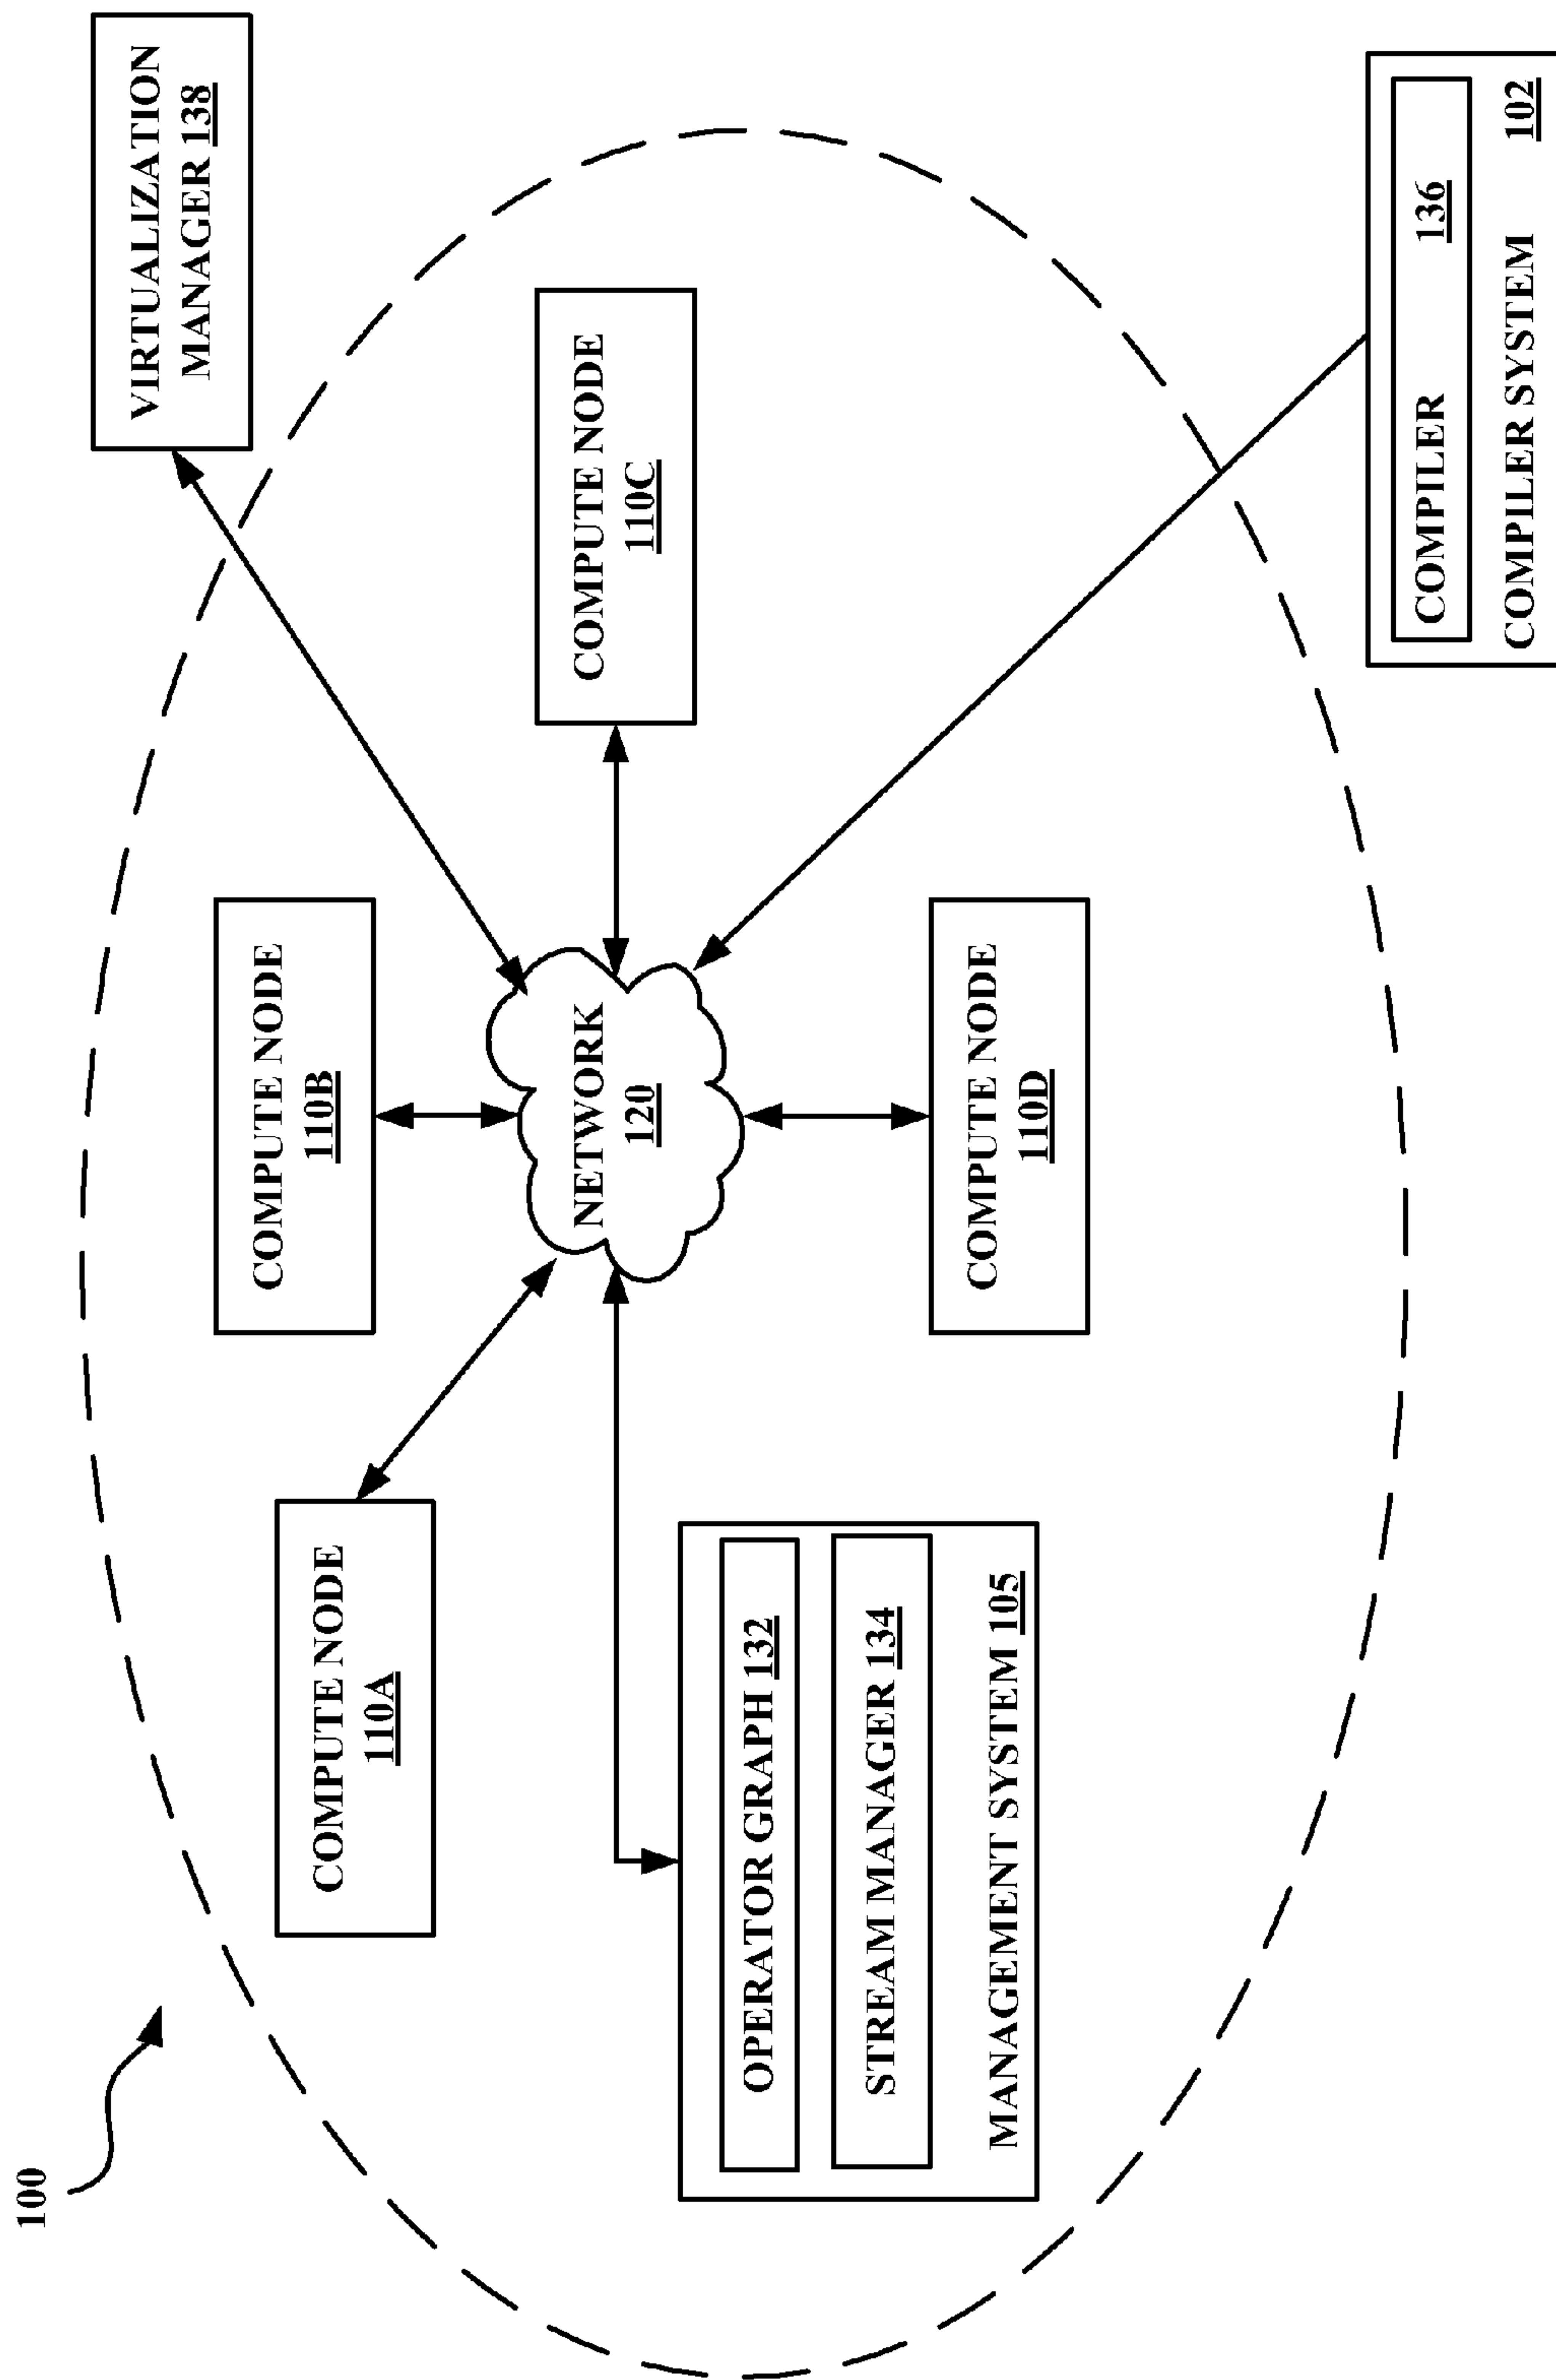 100
VIRTUALIZATION
MANAGER 138
COMPUTE NODE
110B
COMPUTE NODE
110A
COMPUTE NODE
110C
NETWORK
120
OPERATOR GRAPH 132
STREAM MANAGER 134
MANAGEMENT SYSTEM 105
COMPUTE NODE
110D
COMPILER 136
COMPILER SYSTEM 102